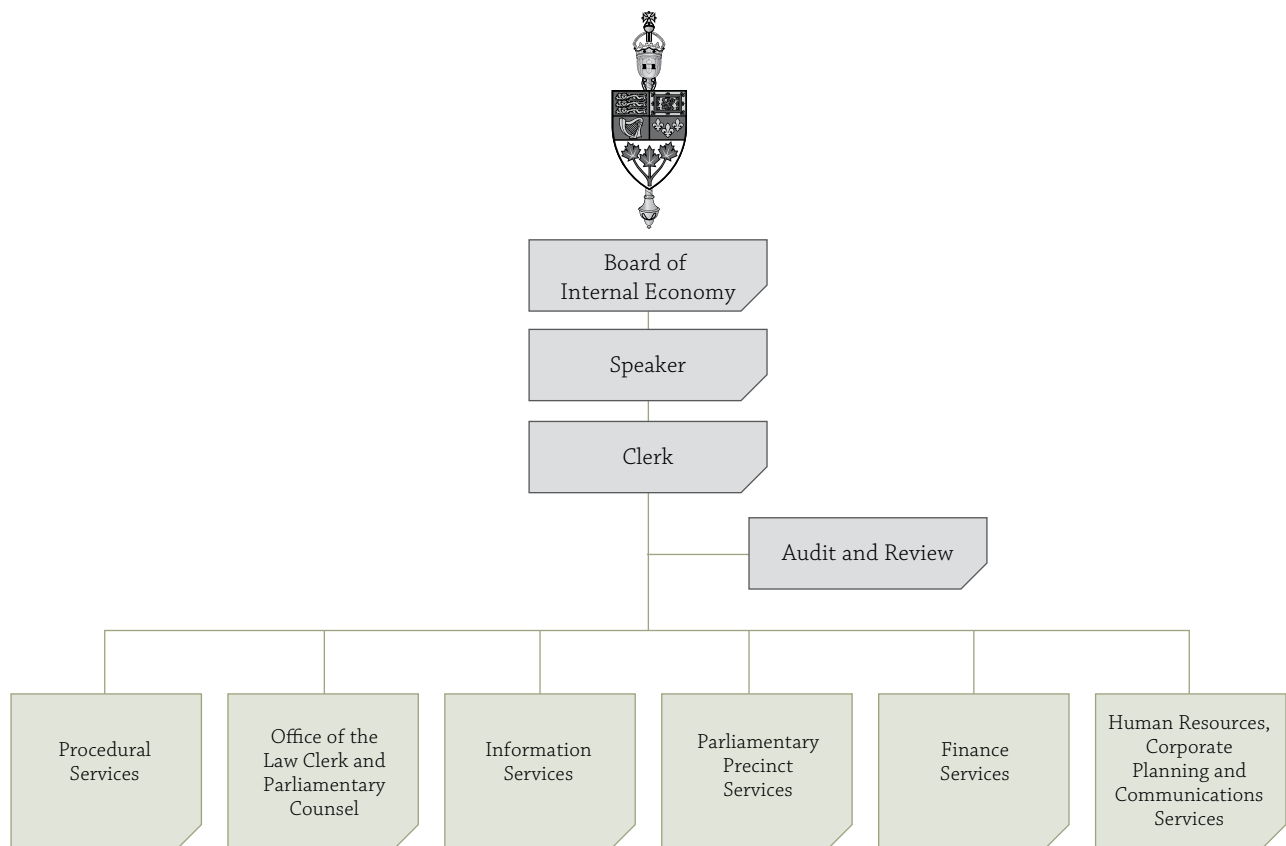 Board of
Internal Economy
Speaker
Clerk
Audit and Review
Procedural
Services
Office of the
Law Clerk and
Parliamentary
Counsel
Information
Services
Parliamentary
Precinct
Services
Finance
Services
Human Resources,
Corporate
Planning and
Communications
Services